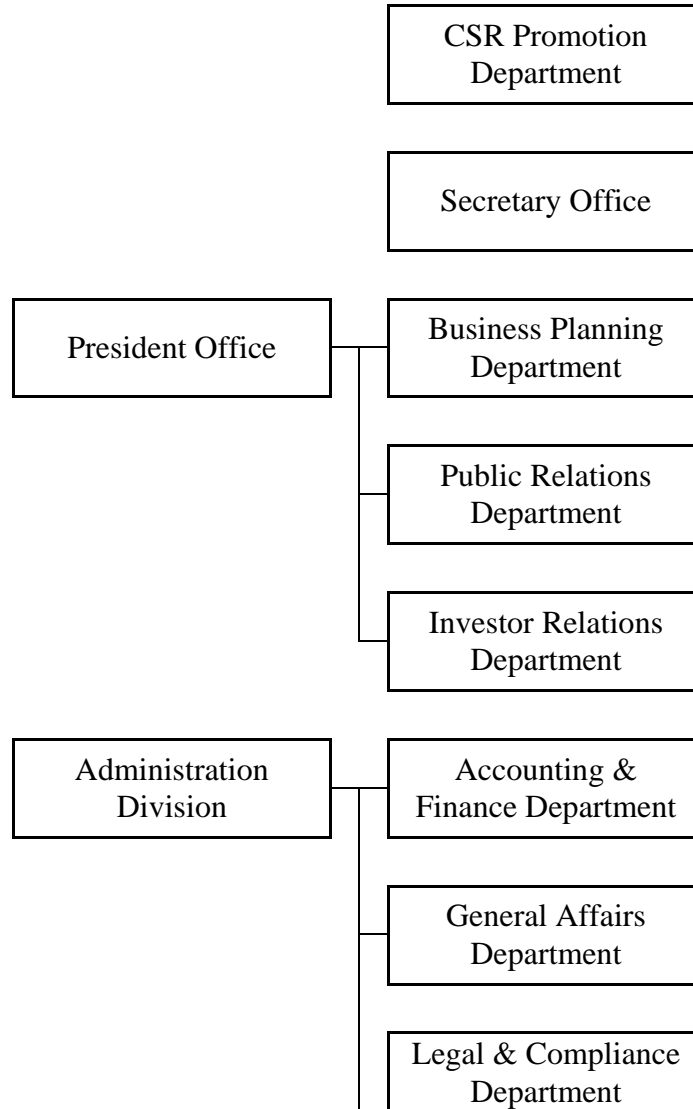 CSR Promotion
Department
Secretary Office
President Office
Business Planning
Department
Public Relations
Department
Investor Relations
Department
Administration
Division
Accounting &
Finance Department
General Affairs
Department
Legal & Compliance
Department